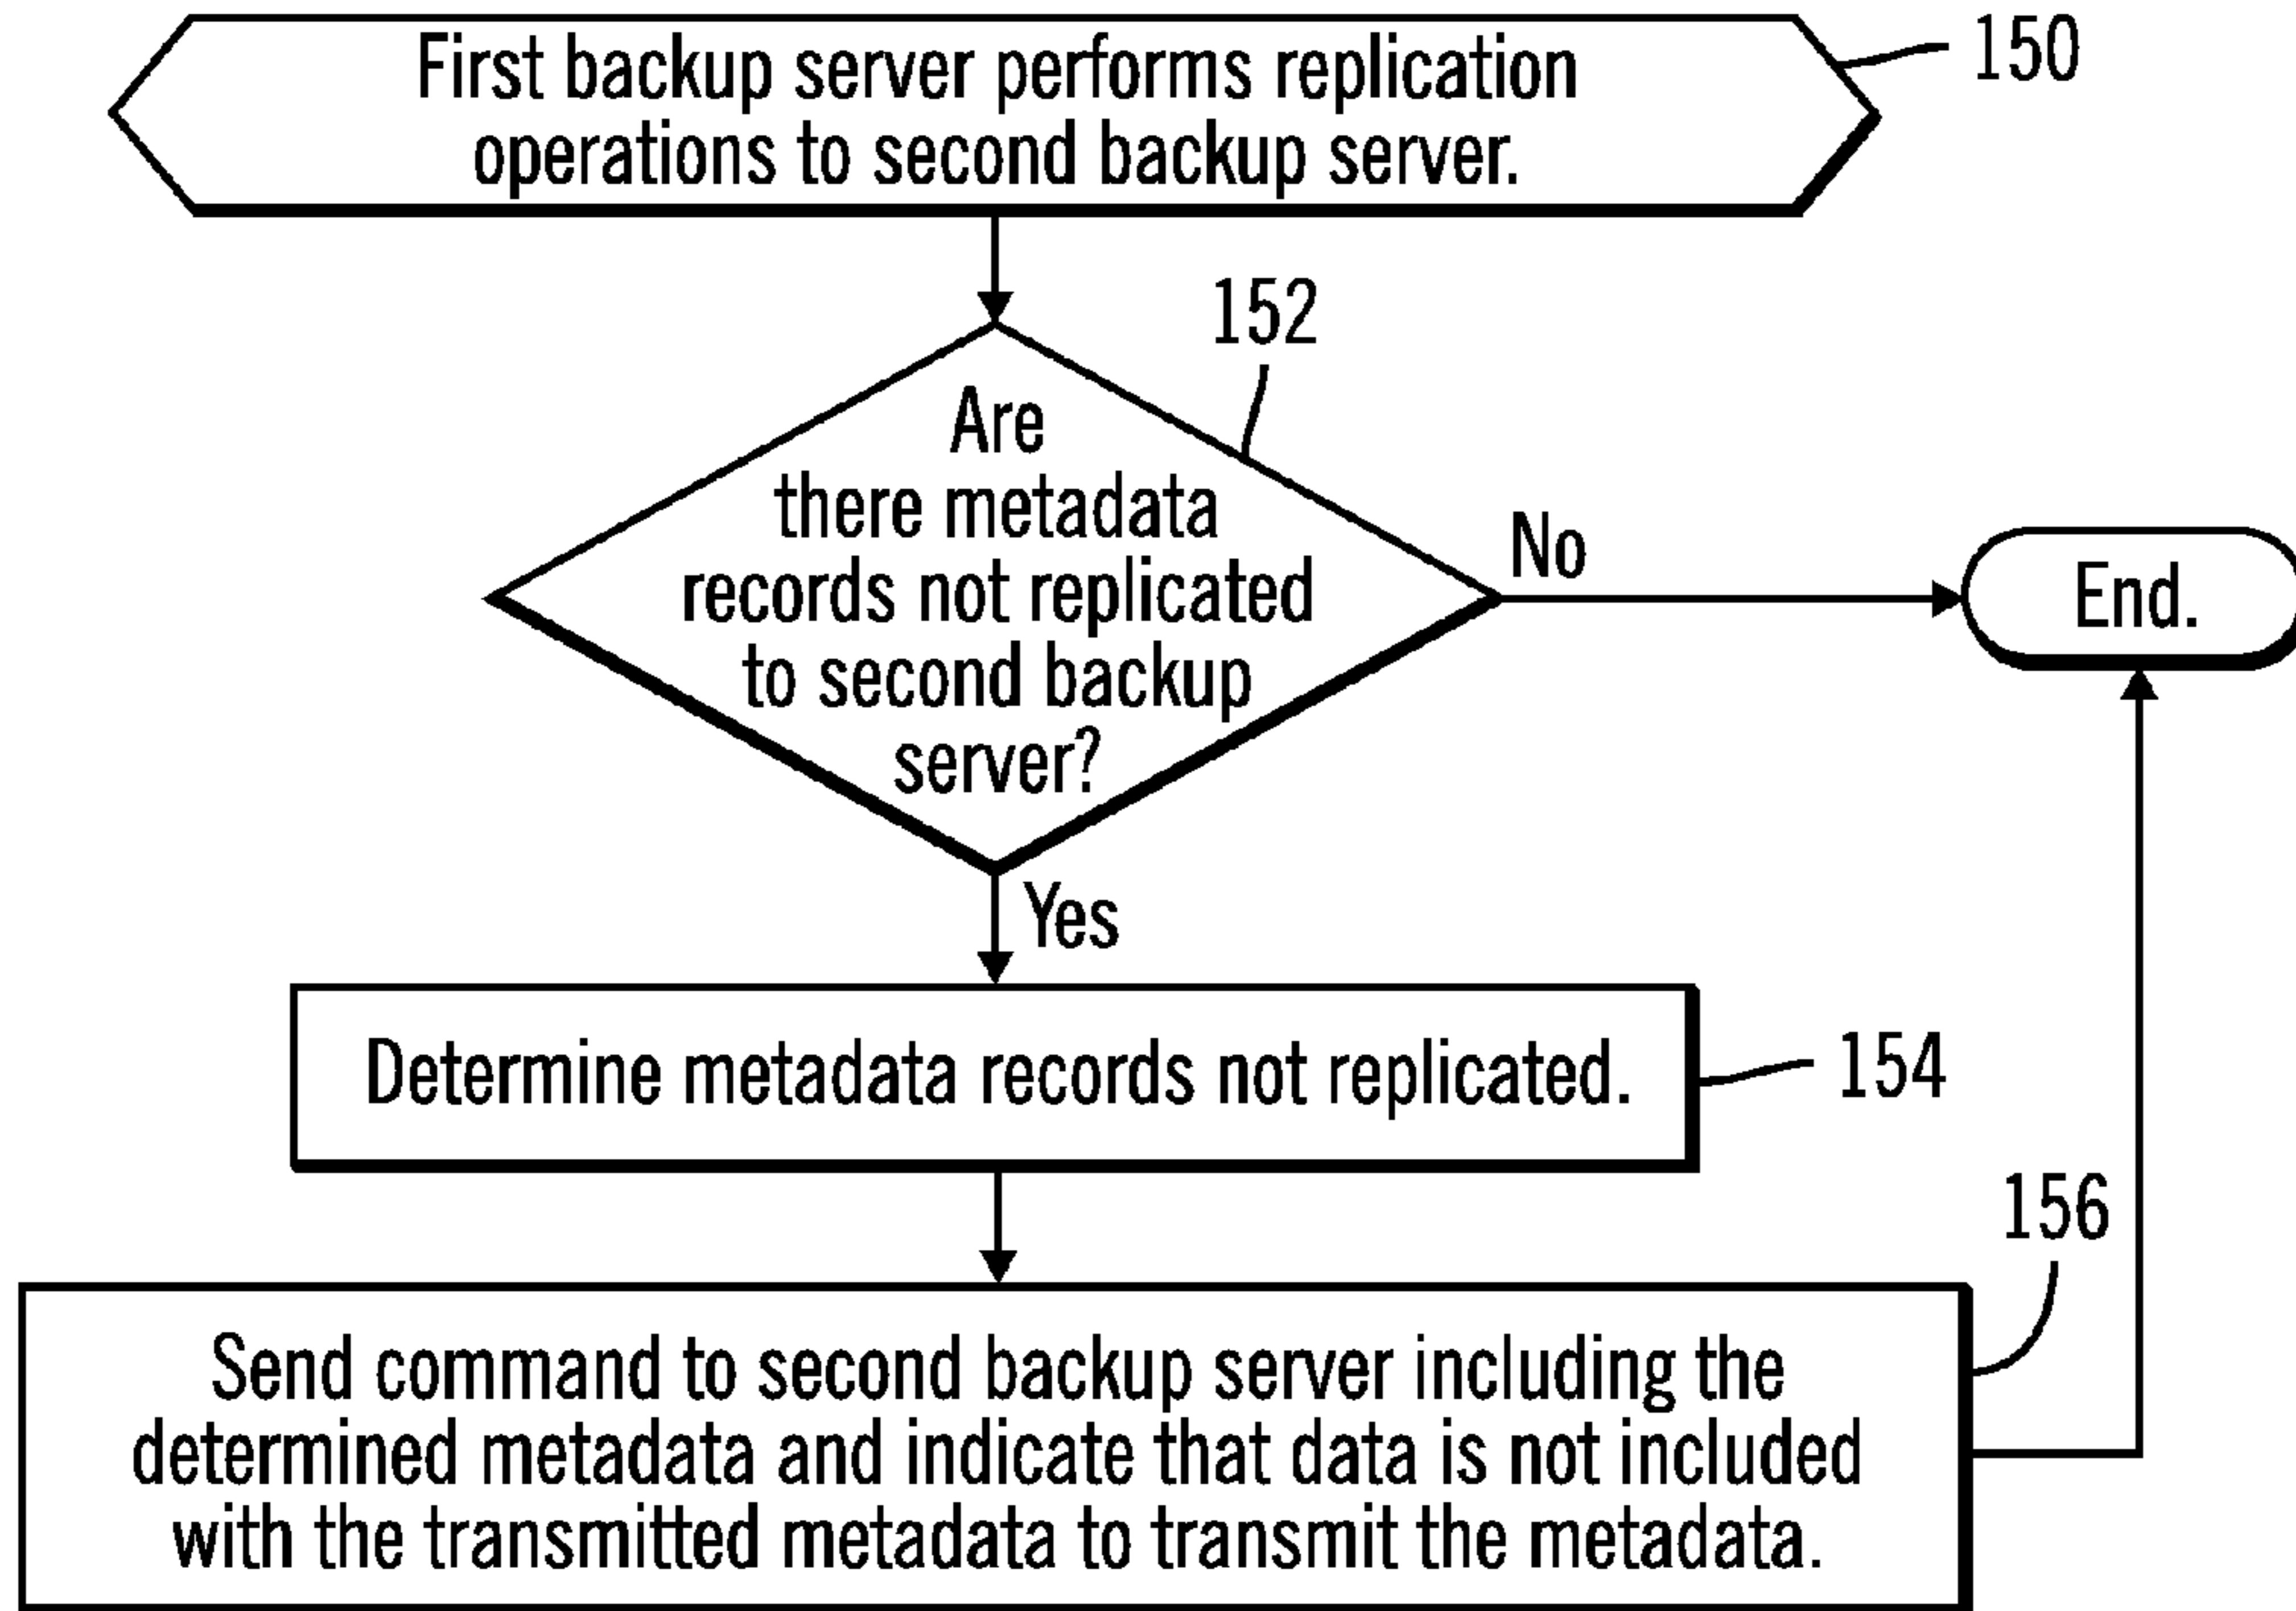 First backup server performs replication
operations to second backup server.
150
152
Are
there metadata
records not replicated
to second backup
server?
No
End.
Yes
Determine metadata records not replicated.
154
156
Send command to second backup server including the
determined metadata and indicate that data is not included
with the transmitted metadata to transmit the metadata.